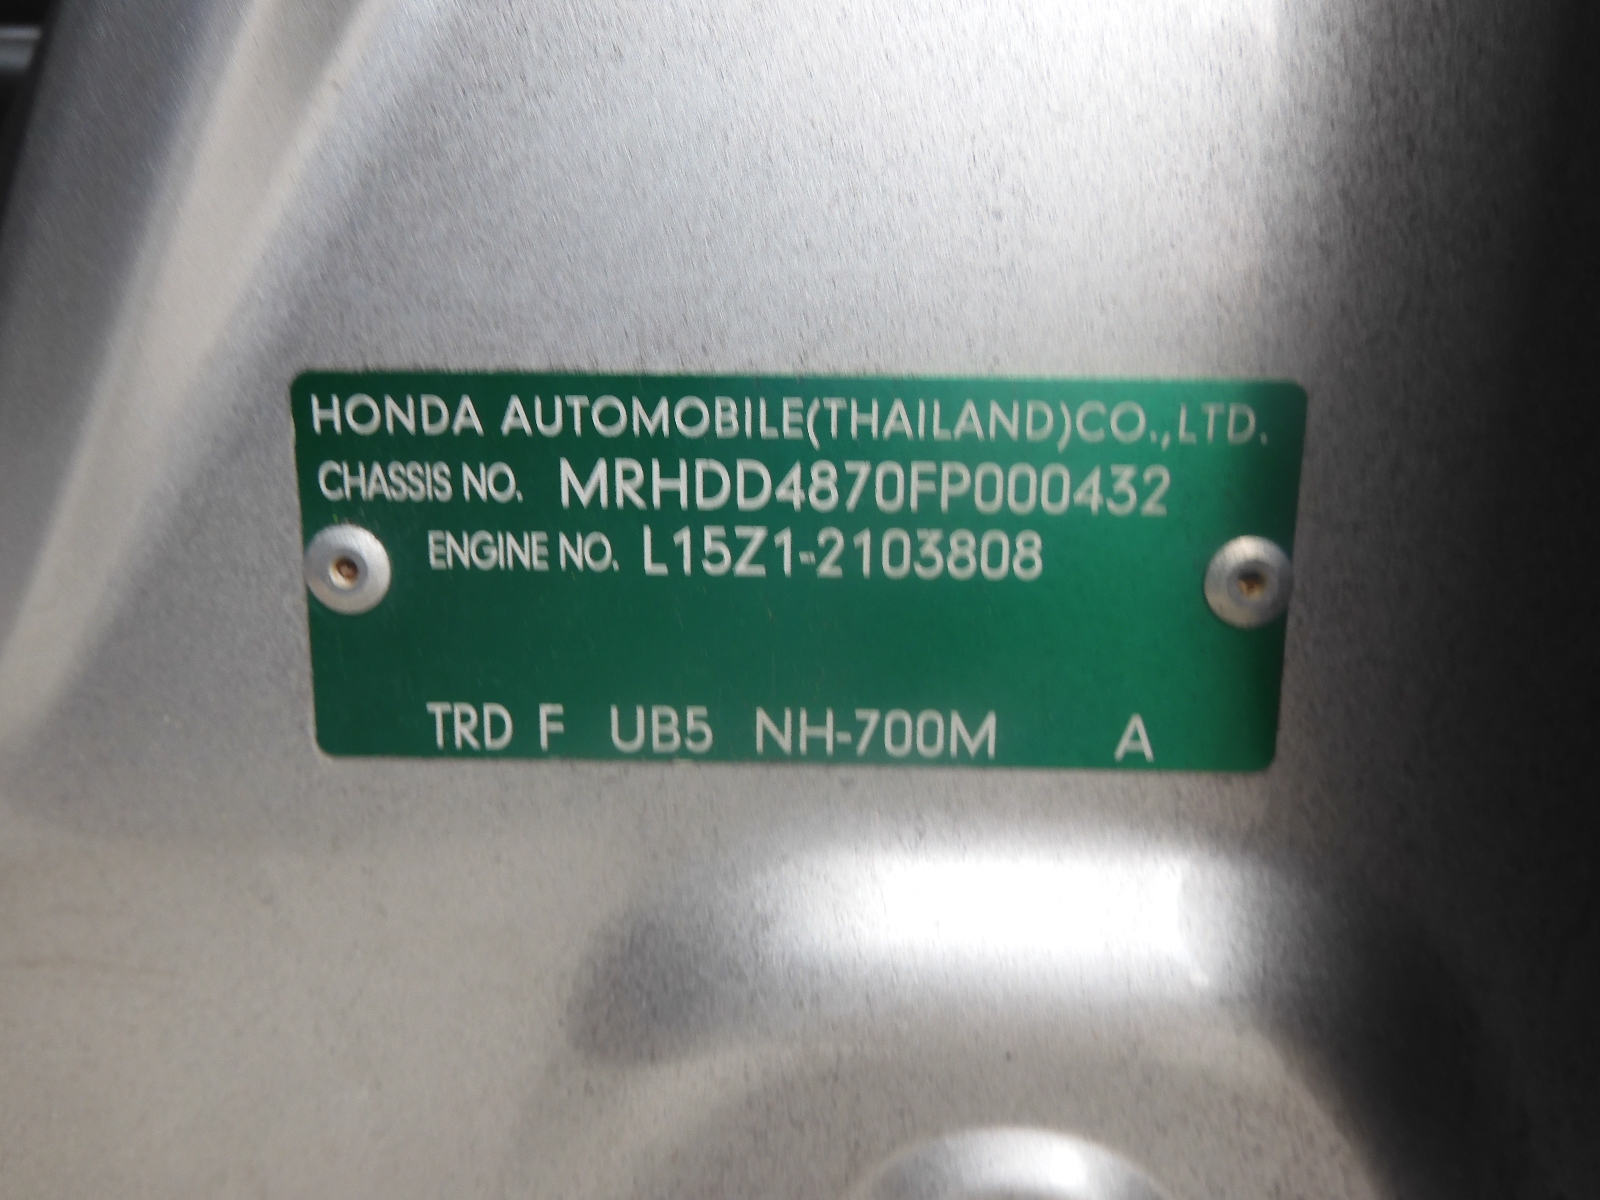 HONDA AUTOMOBILE(THAILAND)CO.,LTD.
CHASSIS NO. MRHDD4870FP000432
ENGINE NO. L15Z1-2103808
TRD F UB5 NH-700M A